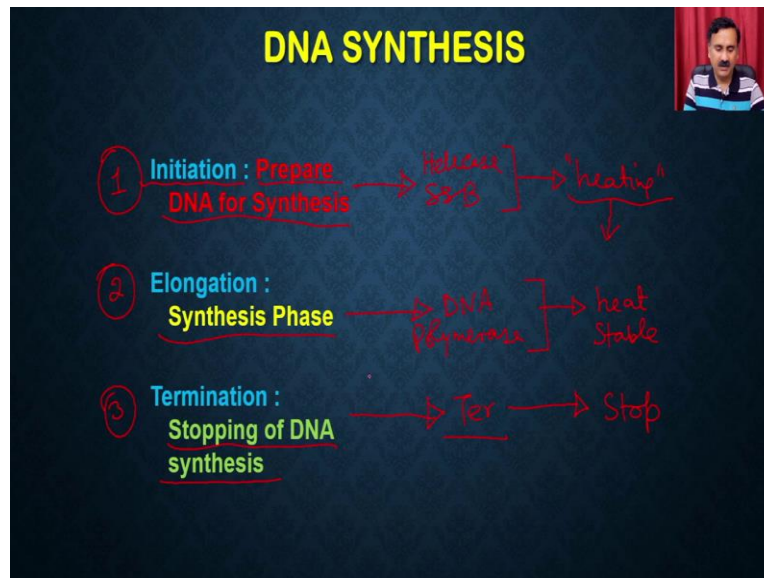 DNA SYNTHESIS
1 Initiation : Prepare
DNA for Synthesis
Helicase
SSB
"heating"
2 Elongation :
Synthesis Phase
DNA
Polymerase
heat
Stable
3 Termination :
Stopping of DNA
synthesis
Ter
Stop